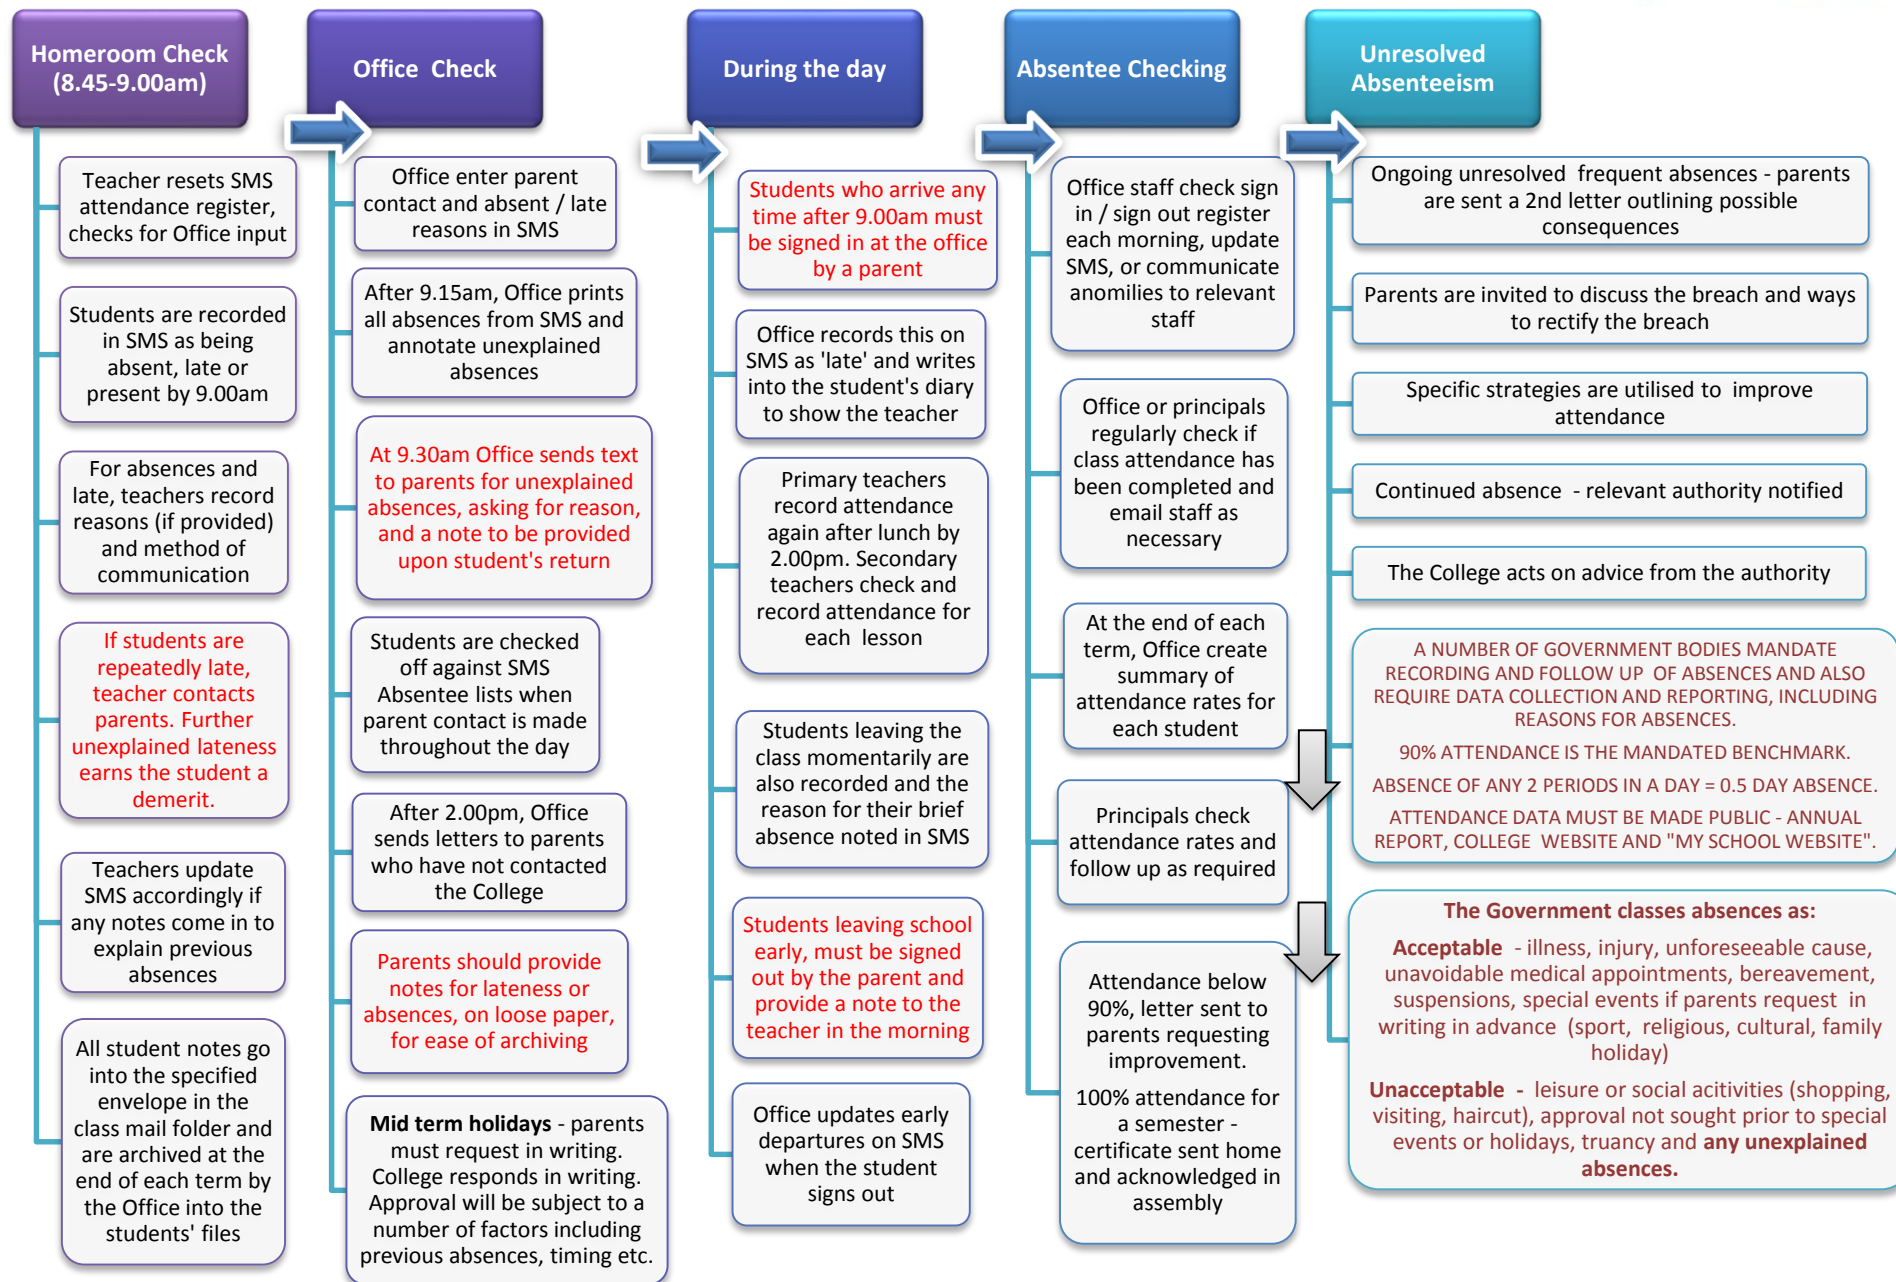 Homeroom Check
(8.45-9.00am)
Teacher resets SMS
attendance register,
checks for Office input
Students are recorded
in SMS as being
absent, late or
present by 9.00am
For absences and
late, teachers record
reasons (if provided)
and method of
communication
If students are
repeatedly late,
teacher contacts
parents. Further
unexplained lateness
earns the student a
demerit.
Teachers update
SMS accordingly if
any notes come in to
explain previous
absences
All student notes go
into the specified
envelope in the
class mail folder and
are archived at the
end of each term by
the Office into the
students' files
Office Check
Office enter parent
contact and absent / late
reasons in SMS
After 9.15am, Office prints
all absences from SMS and
annotate unexplained
absences
At 9.30am Office sends text
to parents for unexplained
absences, asking for reason,
and a note to be provided
upon student's return
Students are checked
off against SMS
Absentee lists when
parent contact is made
throughout the day
After 2.00pm, Office
sends letters to parents
who have not contacted
the College
Parents should provide
notes for lateness or
absences, on loose paper,
for ease of archiving
Mid term holidays - parents
must request in writing.
College responds in writing.
Approval will be subject to a
number of factors including
previous absences, timing etc.
During the day
Students who arrive any
time after 9.00am must
be signed in at the office
by a parent
Office records this on
SMS as 'late' and writes
into the student's diary
to show the teacher
Primary teachers
record attendance
again after lunch by
2.00pm. Secondary
teachers check and
record attendance for
each lesson
Students leaving the
class momentarily are
also recorded and the
reason for their brief
absence noted in SMS
Students leaving school
early, must be signed
out by the parent and
provide a note to the
teacher in the morning
Office updates early
departures on SMS
when the student
signs out
Absentee Checking
Office staff check sign
in / sign out register
each morning, update
SMS, or communicate
anomilies to relevant
staff
Office or principals
regularly check if
class attendance has
been completed and
email staff as
necessary
At the end of each
term, Office create
summary of
attendance rates for
each student
Principals check
attendance rates and
follow up as required
Attendance below
90%, letter sent to
parents requesting
improvement.
100% attendance for
a semester -
certificate sent home
and acknowledged in
assembly
Unresolved
Absenteeism
Ongoing unresolved frequent absences - parents
are sent a 2nd letter outlining possible
consequences
Parents are invited to discuss the breach and ways
to rectify the breach
Specific strategies are utilised to improve
attendance
Continued absence - relevant authority notified
The College acts on advice from the authority
A NUMBER OF GOVERNMENT BODIES MANDATE
RECORDING AND FOLLOW UP OF ABSENCES AND ALSO
REQUIRE DATA COLLECTION AND REPORTING, INCLUDING
REASONS FOR ABSENCES.
90% ATTENDANCE IS THE MANDATED BENCHMARK.
ABSENCE OF ANY 2 PERIODS IN A DAY = 0.5 DAY ABSENCE.
ATTENDANCE DATA MUST BE MADE PUBLIC - ANNUAL
REPORT, COLLEGE WEBSITE AND "MY SCHOOL WEBSITE".
The Government classes absences as:
Acceptable - illness, injury, unforeseeable cause,
unavoidable medical appointments, bereavement,
suspensions, special events if parents request in
writing in advance (sport, religious, cultural, family
holiday)
Unacceptable - leisure or social acitivities (shopping,
visiting, haircut), approval not sought prior to special
events or holidays, truancy and any unexplained
absences.